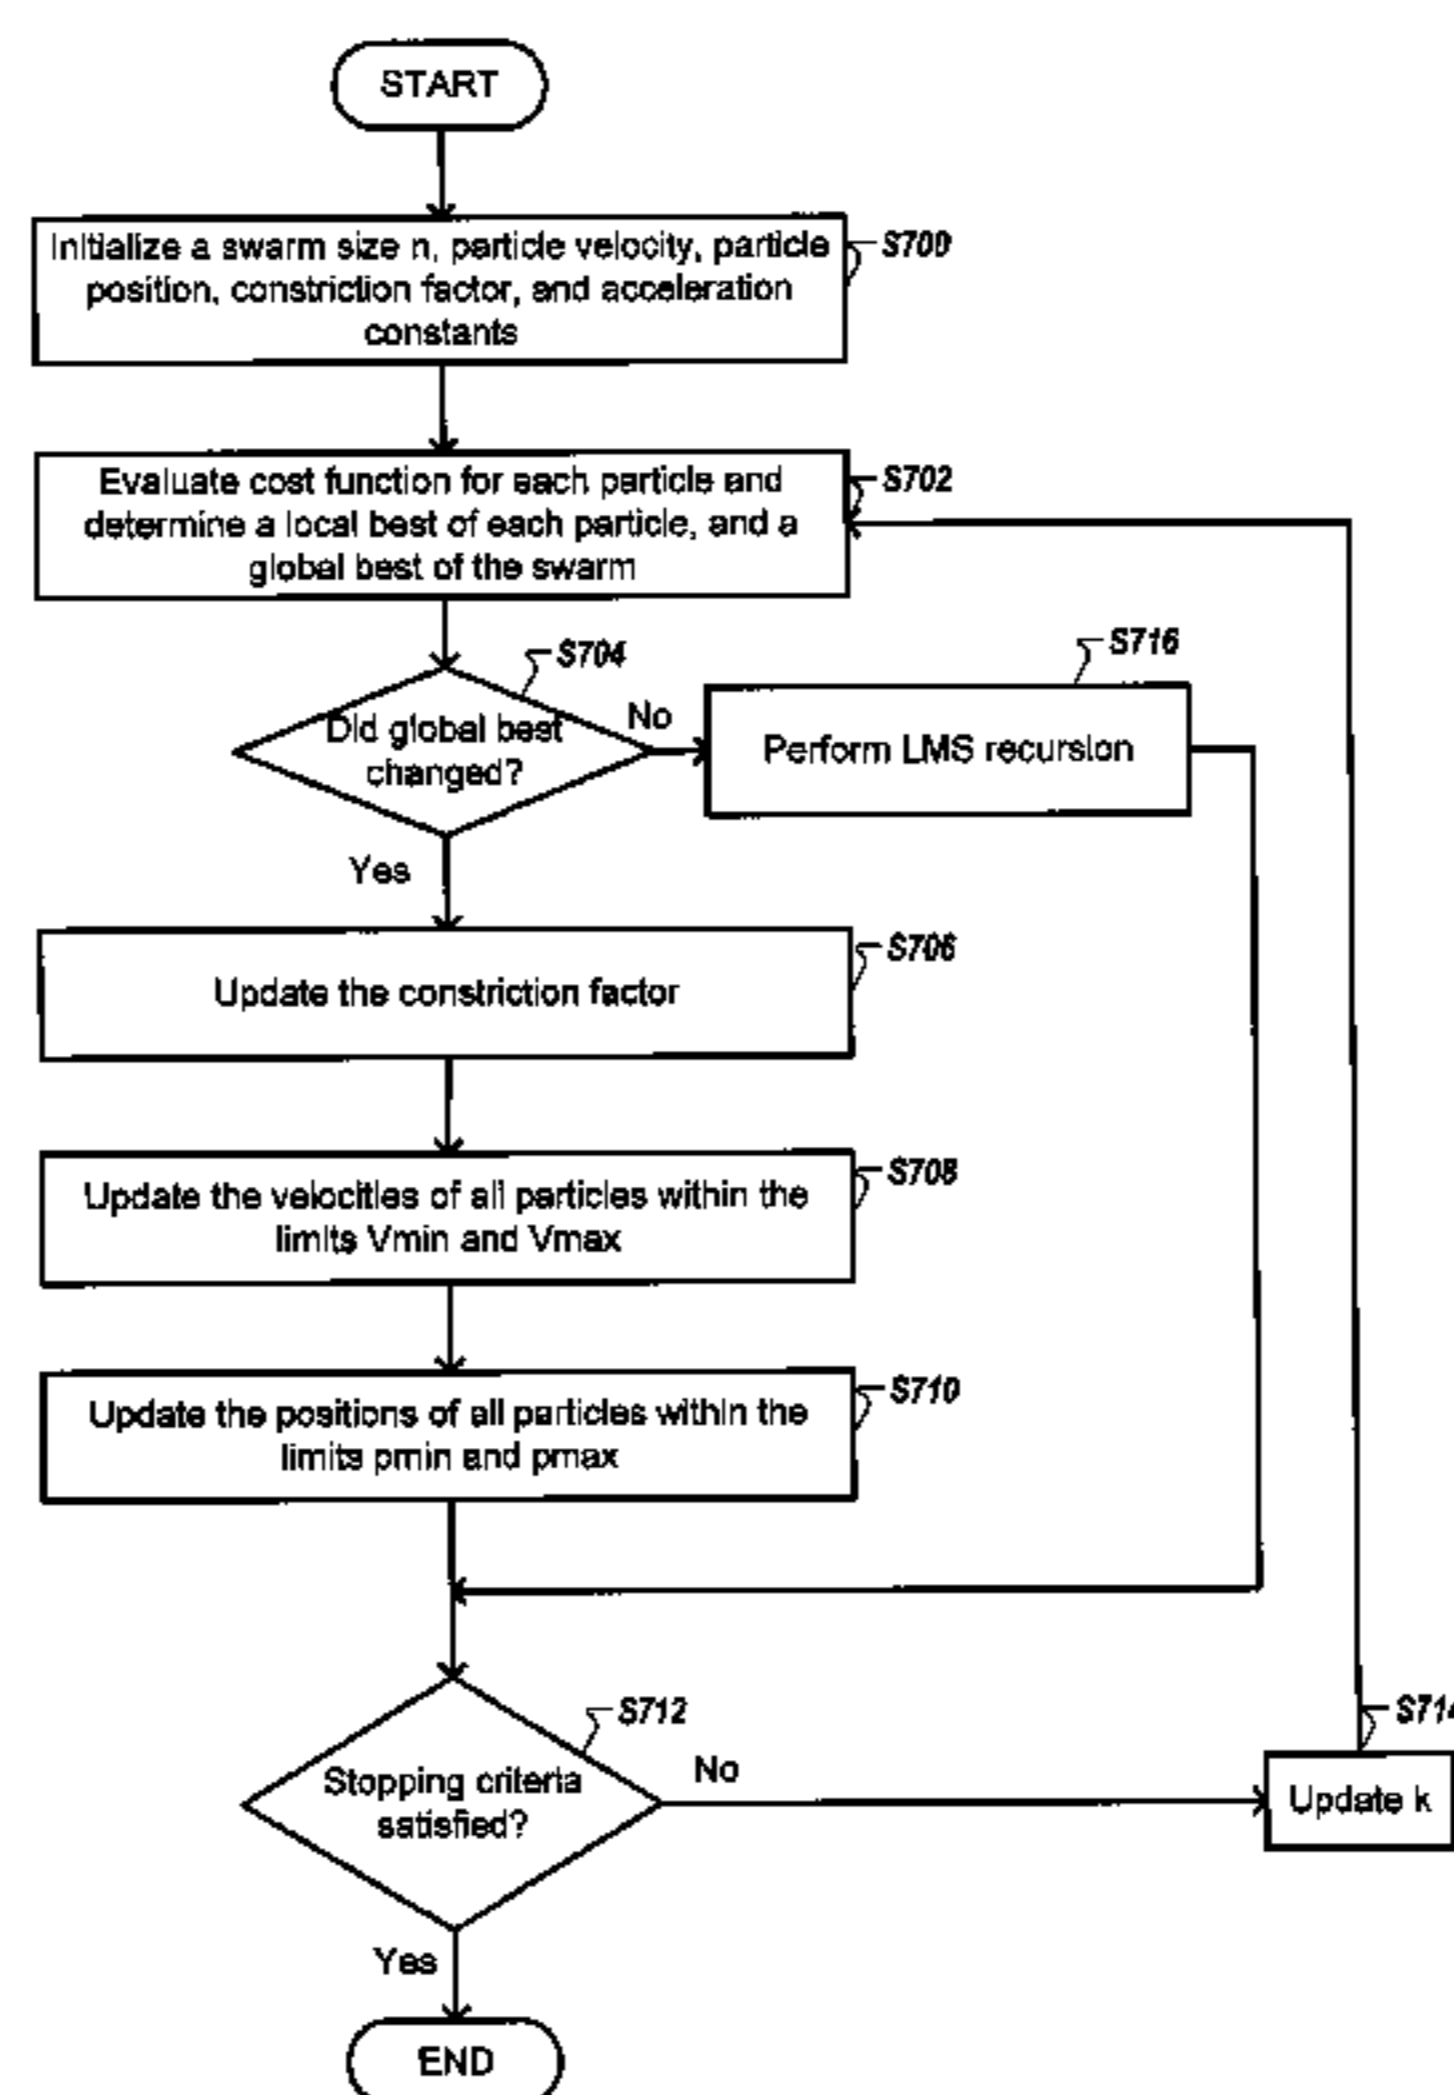 START
Initialize a swarm size n, particle velocity, particle
position, constriction factor, and acceleration
constants
S700
Evaluate cost function for each particle and
determine a local best of each particle, and a
global best of the swarm
S702
S704
Did global best
changed?
No
S716
Perform LMS recursion
Yes
S706
Update the constriction factor
S708
Update the velocities of all particles within the
limits Vmin and Vmax
S710
Update the positions of all particles within the
limits pmin and pmax
S712
Stopping criteria
satisfied?
No
S714
Update k
Yes
END